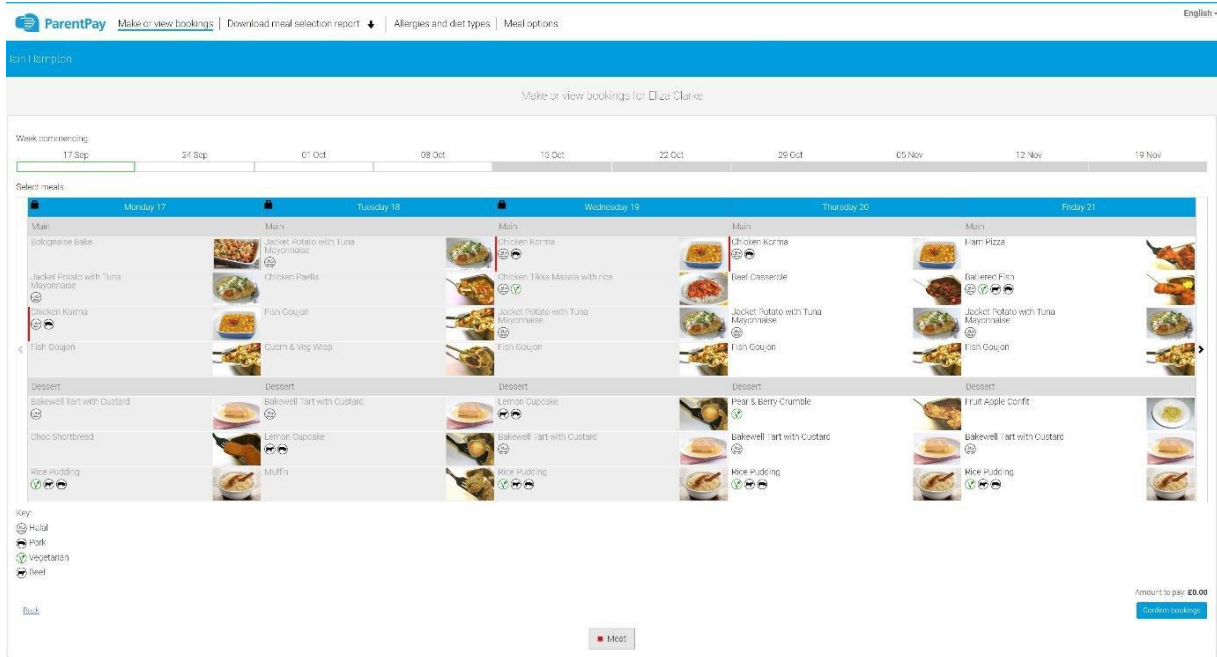 English
ParentPay Make or view bookings Download meal selection report Allergies and diet types Meal options
Iain Hampton
Make or view bookings for Eliza Clarke
Week commencing
17 Sep 24 Sep 01 Oct 08 Oct 15 Oct 22 Oct 29 Oct 05 Nov 12 Nov 19 Nov
Select meals
Monday 17 Tuesday 18 Wednesday 19 Thursday 20 Friday 21
Main Main Main Main Main
Bolognaise Bake Jacket Potato with Tuna Chicken Korma Chicken Korma Ham Pizza
Mayonnaise
Jacket Potato with Tuna Chicken Paella Chicken Tikka Masala with rice Beef Casserole Battered Fish
Mayonnaise
Chicken Korma Fish Goujon Jacket Potato with Tuna Jacket Potato with Tuna Jacket Potato with Tuna
Mayonnaise Mayonnaise Mayonnaise
Fish Goujon Quorn & Veg Wrap Fish Goujon Fish Goujon Fish Goujon
Dessert Dessert Dessert Dessert Dessert
Bakewell Tart with Custard Bakewell Tart with Custard Lemon Cupcake Pear & Berry Crumble Fruit Apple Confit
Choc Shortbread Lemon Cupcake Bakewell Tart with Custard Bakewell Tart with Custard Bakewell Tart with Custard
Rice Pudding Muffin Rice Pudding Rice Pudding Rice Pudding
Key:
Halal
Pork
Vegetarian
Beef
Amount to pay: £0.00
Back Confirm bookings
Meat